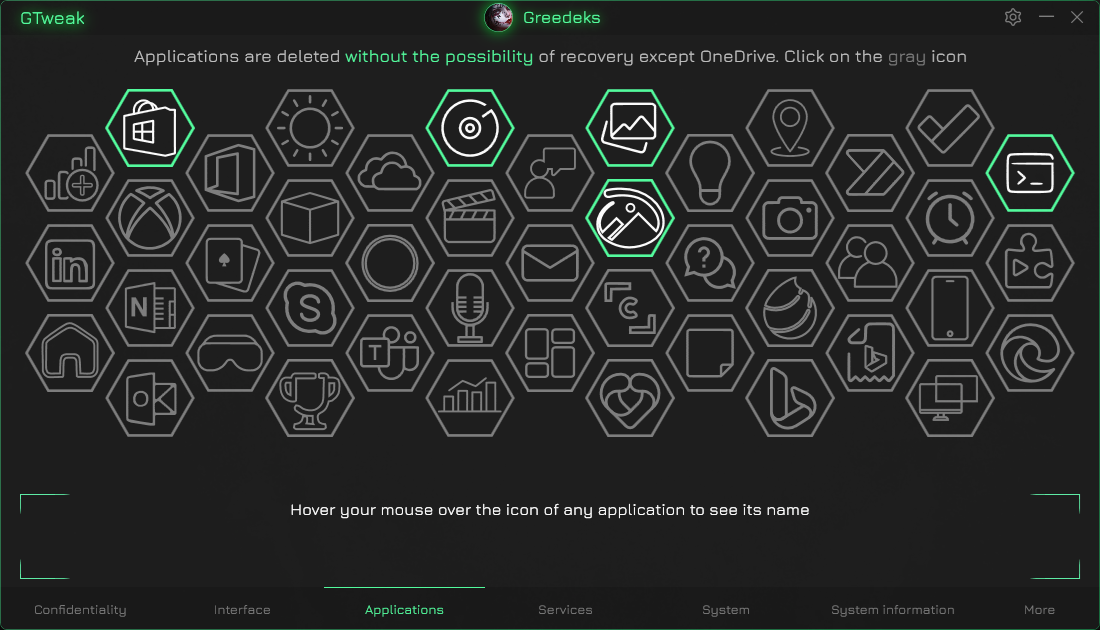 GTweak
Greedeks
Applications are deleted without the possibility of recovery except OneDrive. Click on the gray icon
in
N
S
T
O
Hover your mouse over the icon of any application to see its name
Confidentiality Interface Applications Services System System information More